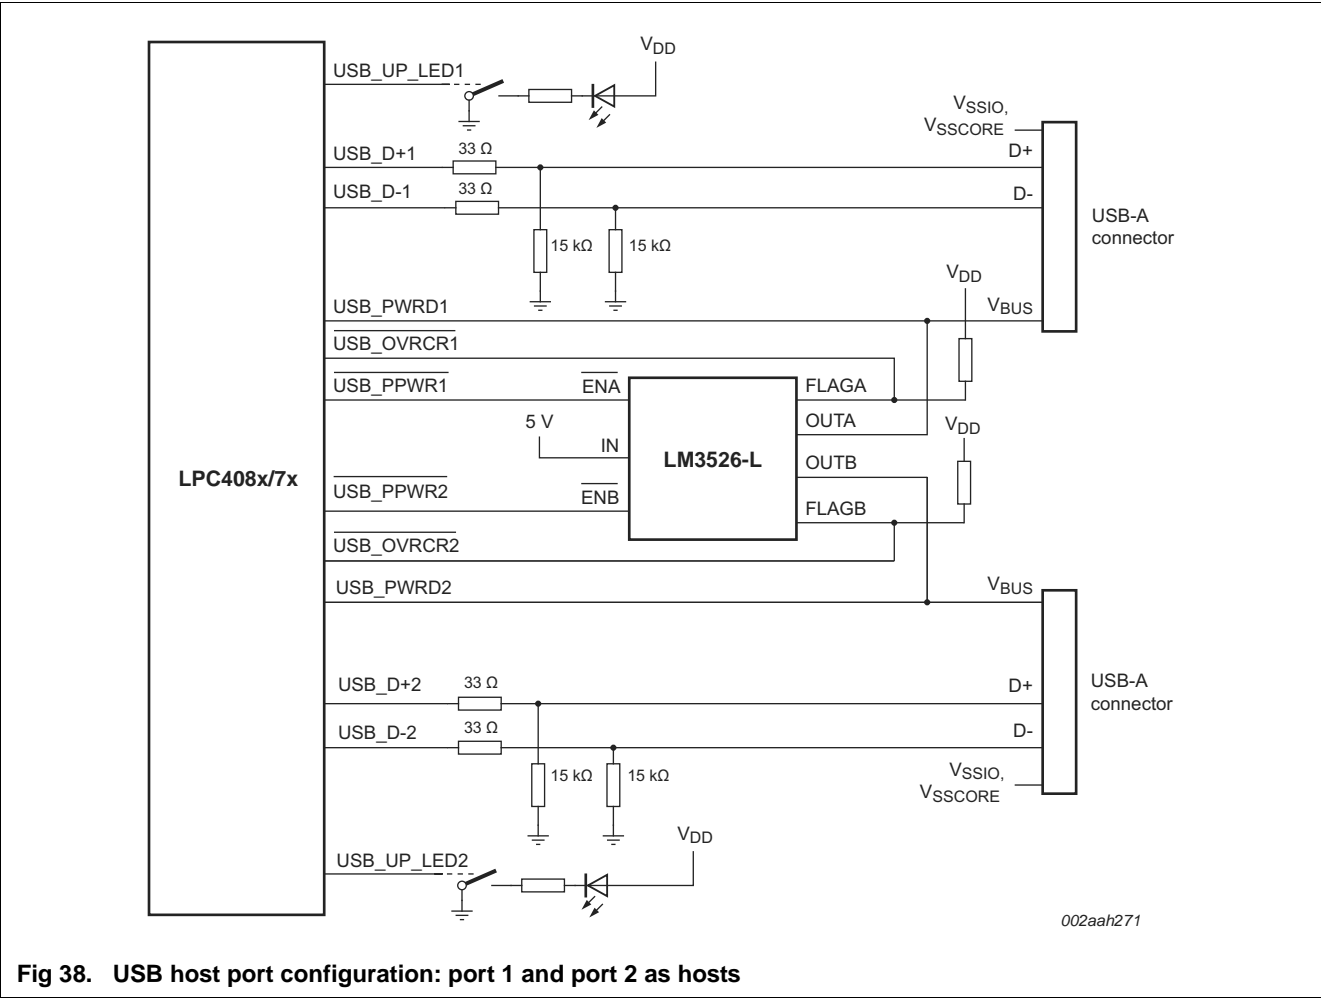 VDD
USB_UP_LED1
VSSIO,
VSSCORE
USB_D+1
33 Ω
D+
USB_D-1
33 Ω
D-
USB-A
connector
15 kΩ
15 kΩ
VDD
USB_PWRD1
VBUS
USB_OVRCR1
USB_PPWR1
ENA
FLAGA
5 V
OUTA
VDD
IN
LM3526-L
OUTB
LPC408x/7x
USB_PPWR2
ENB
FLAGB
USB_OVRCR2
USB_PWRD2
VBUS
USB_D+2
33 Ω
D+
USB-A
connector
USB_D-2
33 Ω
D-
15 kΩ
15 kΩ
VSSIO,
VSSCORE
VDD
USB_UP_LED2
002aah271
Fig 38. USB host port configuration: port 1 and port 2 as hosts